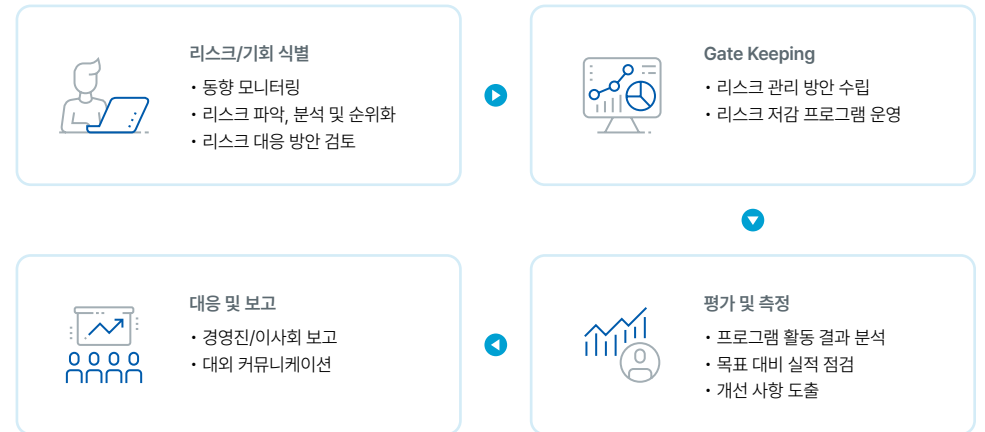 리스크/기회 식별
• 동향 모니터링
• 리스크 파악, 분석 및 순위화
• 리스크 대응 방안 검토
Gate Keeping
• 리스크 관리 방안 수립
• 리스크 저감 프로그램 운영
평가 및 측정
• 프로그램 활동 결과 분석
• 목표 대비 실적 점검
• 개선 사항 도출
대응 및 보고
• 경영진/이사회 보고
• 대외 커뮤니케이션